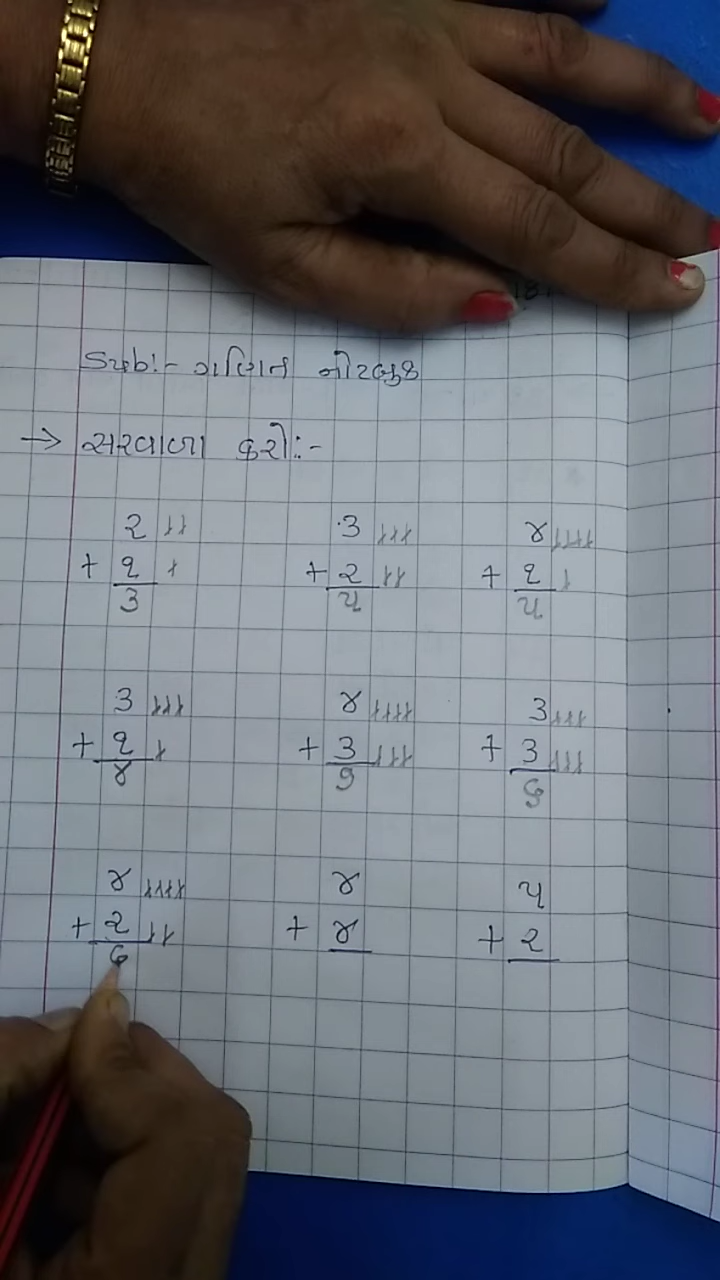 Sub:- ગણિત નોટબુક
→ સરવાળા કરો:-
૨ ૩ ૪
+ ૧ + ૨ + ૧
૩ ૫ ૫
૩ ૪ ૩
+ ૧ + ૩ + ૩
૪ ૭ ૬
૪ ૪ ૫
+ ૨ + ૪ + ૨
૬